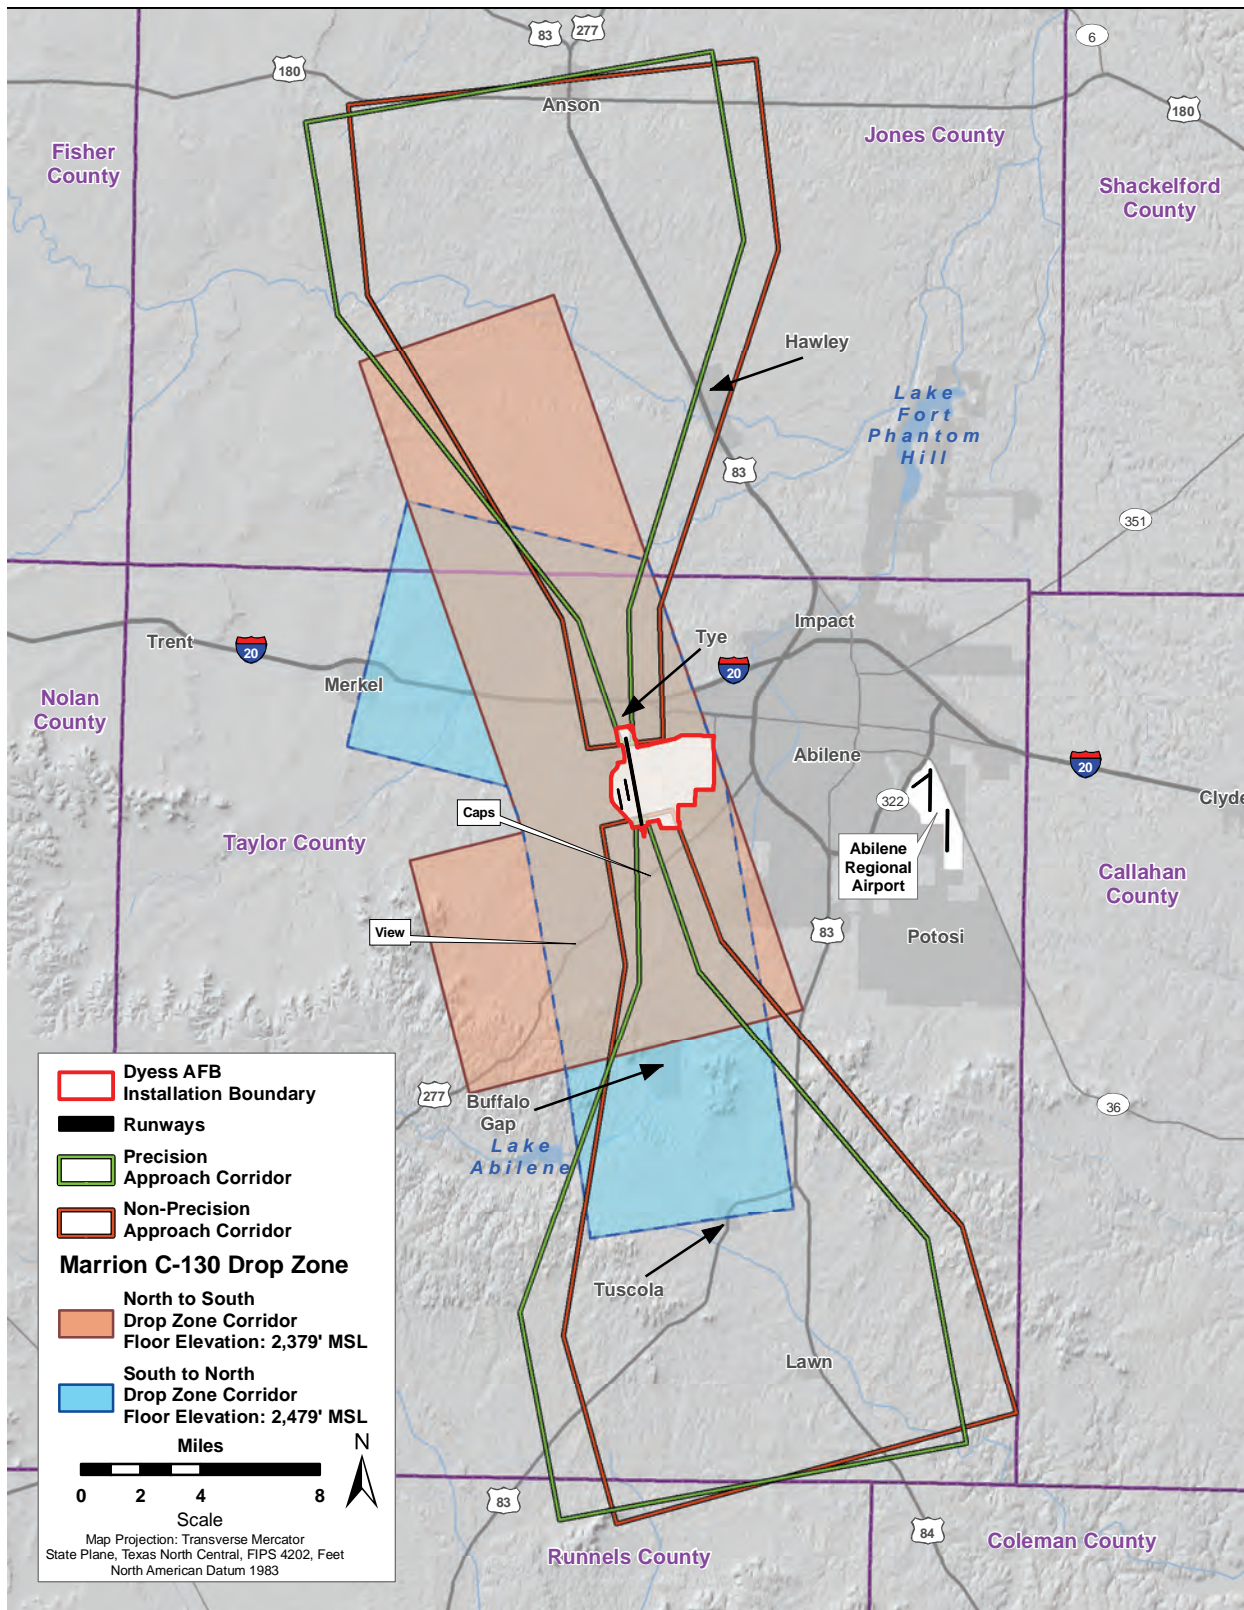 83
277
6
180
Anson
180
Jones County
Fisher
County
Shackelford
County
Hawley
Lake
Fort
Phantom
Hill
83
351
Impact
Tye
Trent
20
20
Merkel
Nolan
County
Abilene
20
322
Clyde
Caps
Taylor County
Abilene
Regional
Airport
Callahan
County
View
83
Potosi
277
Buffalo
Gap
36
Lake
Abilene
Tuscola
Lawn
83
84
Runnels County
Coleman County
Dyess AFB
Installation Boundary
Runways
Precision
Approach Corridor
Non-Precision
Approach Corridor
Marrion C-130 Drop Zone
North to South
Drop Zone Corridor
Floor Elevation: 2,379' MSL
South to North
Drop Zone Corridor
Floor Elevation: 2,479' MSL
Miles
N
0 2 4 8
Scale
Map Projection: Transverse Mercator
State Plane, Texas North Central, FIPS 4202, Feet
North American Datum 1983